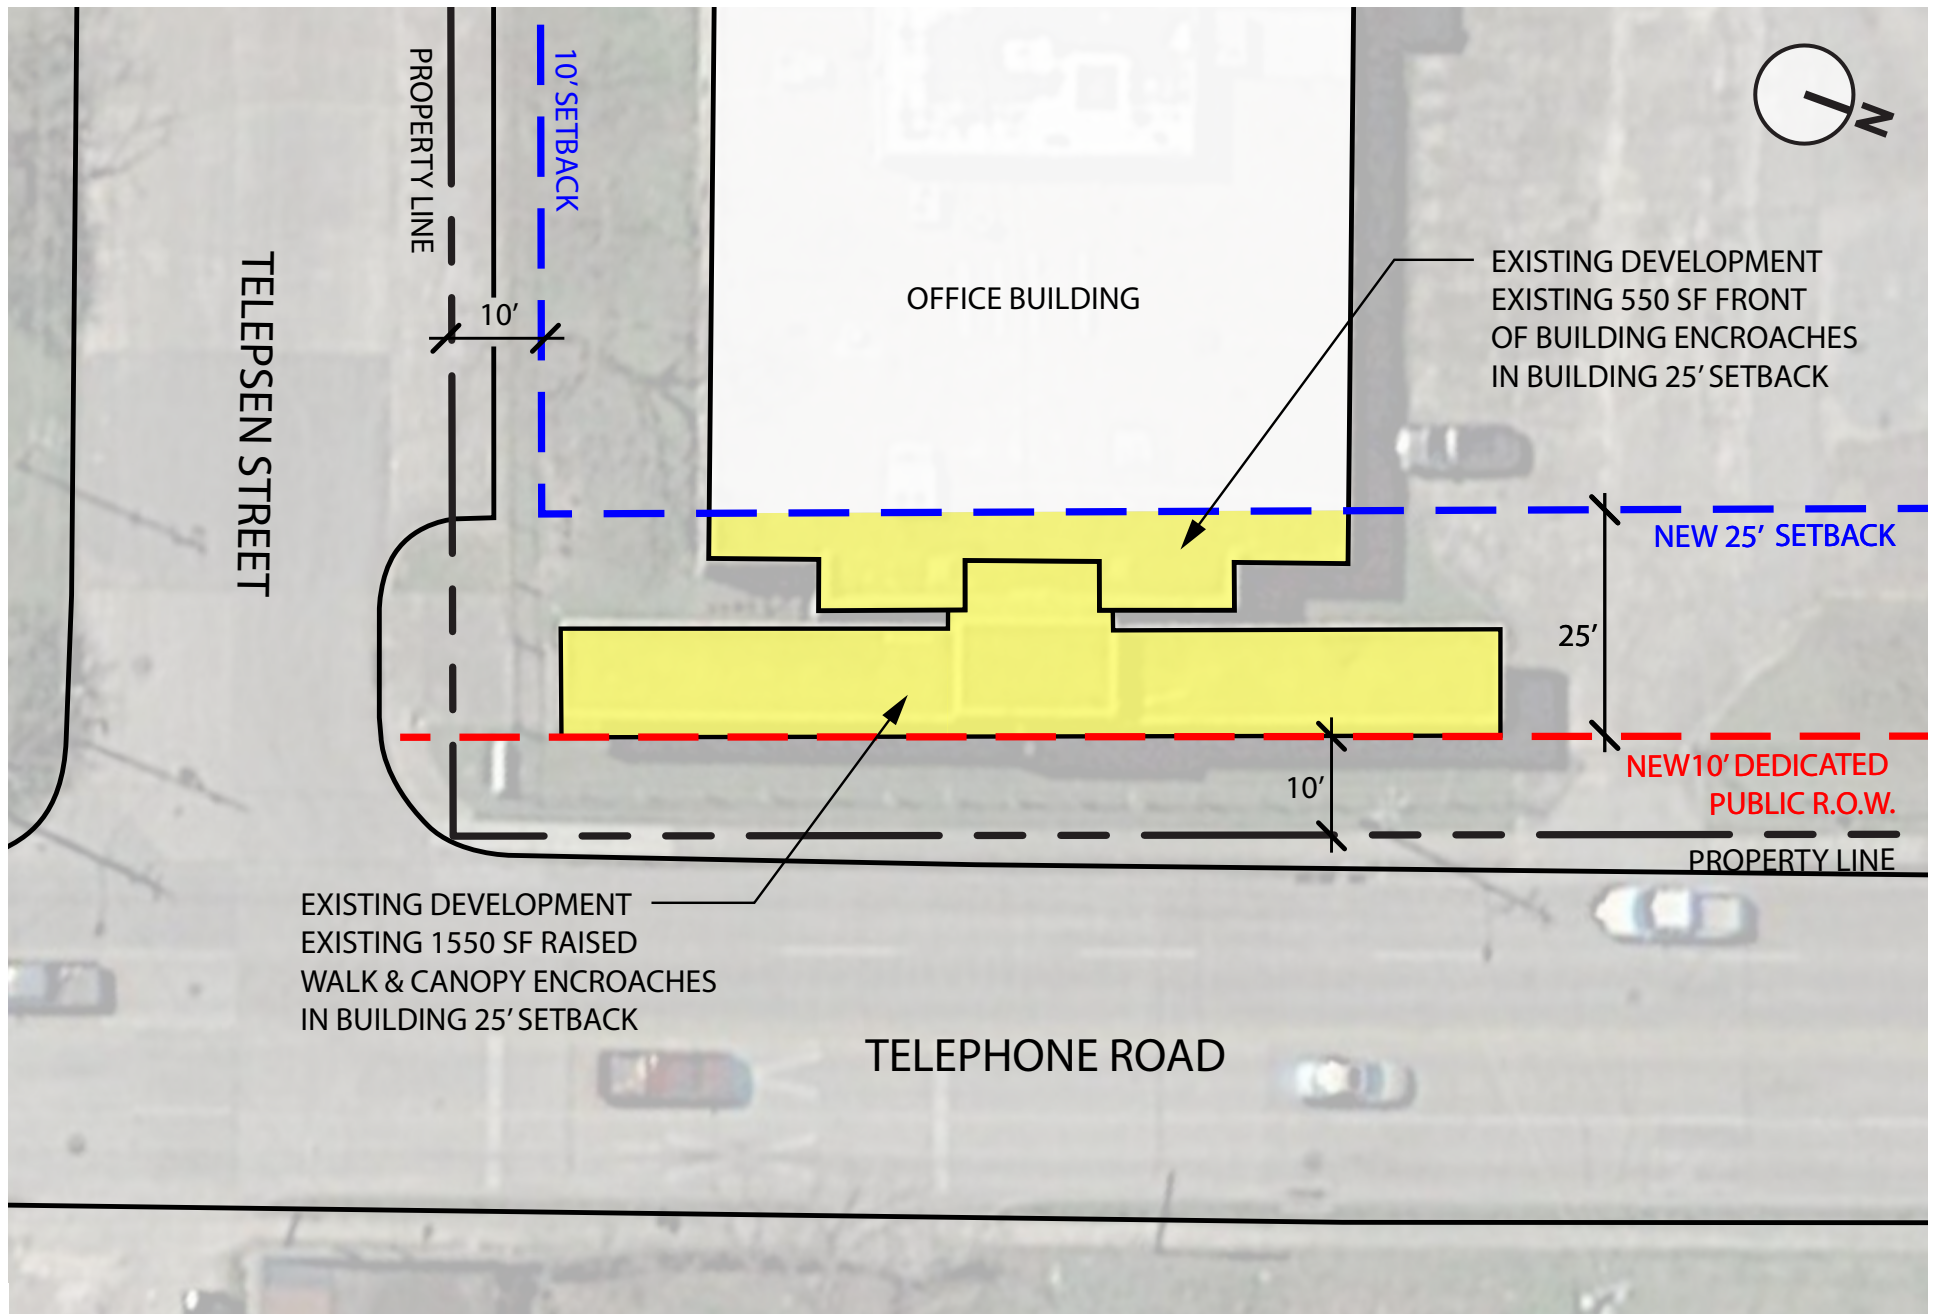 PROPERTY LINE
10' SETBACK
N
TELEPSEN STREET
10'
OFFICE BUILDING
EXISTING DEVELOPMENT
EXISTING 550 SF FRONT
OF BUILDING ENCROACHES
IN BUILDING 25' SETBACK
NEW 25' SETBACK
25'
NEW10' DEDICATED
PUBLIC R.O.W.
10'
PROPERTY LINE
EXISTING DEVELOPMENT
EXISTING 1550 SF RAISED
WALK & CANOPY ENCROACHES
IN BUILDING 25' SETBACK
TELEPHONE ROAD